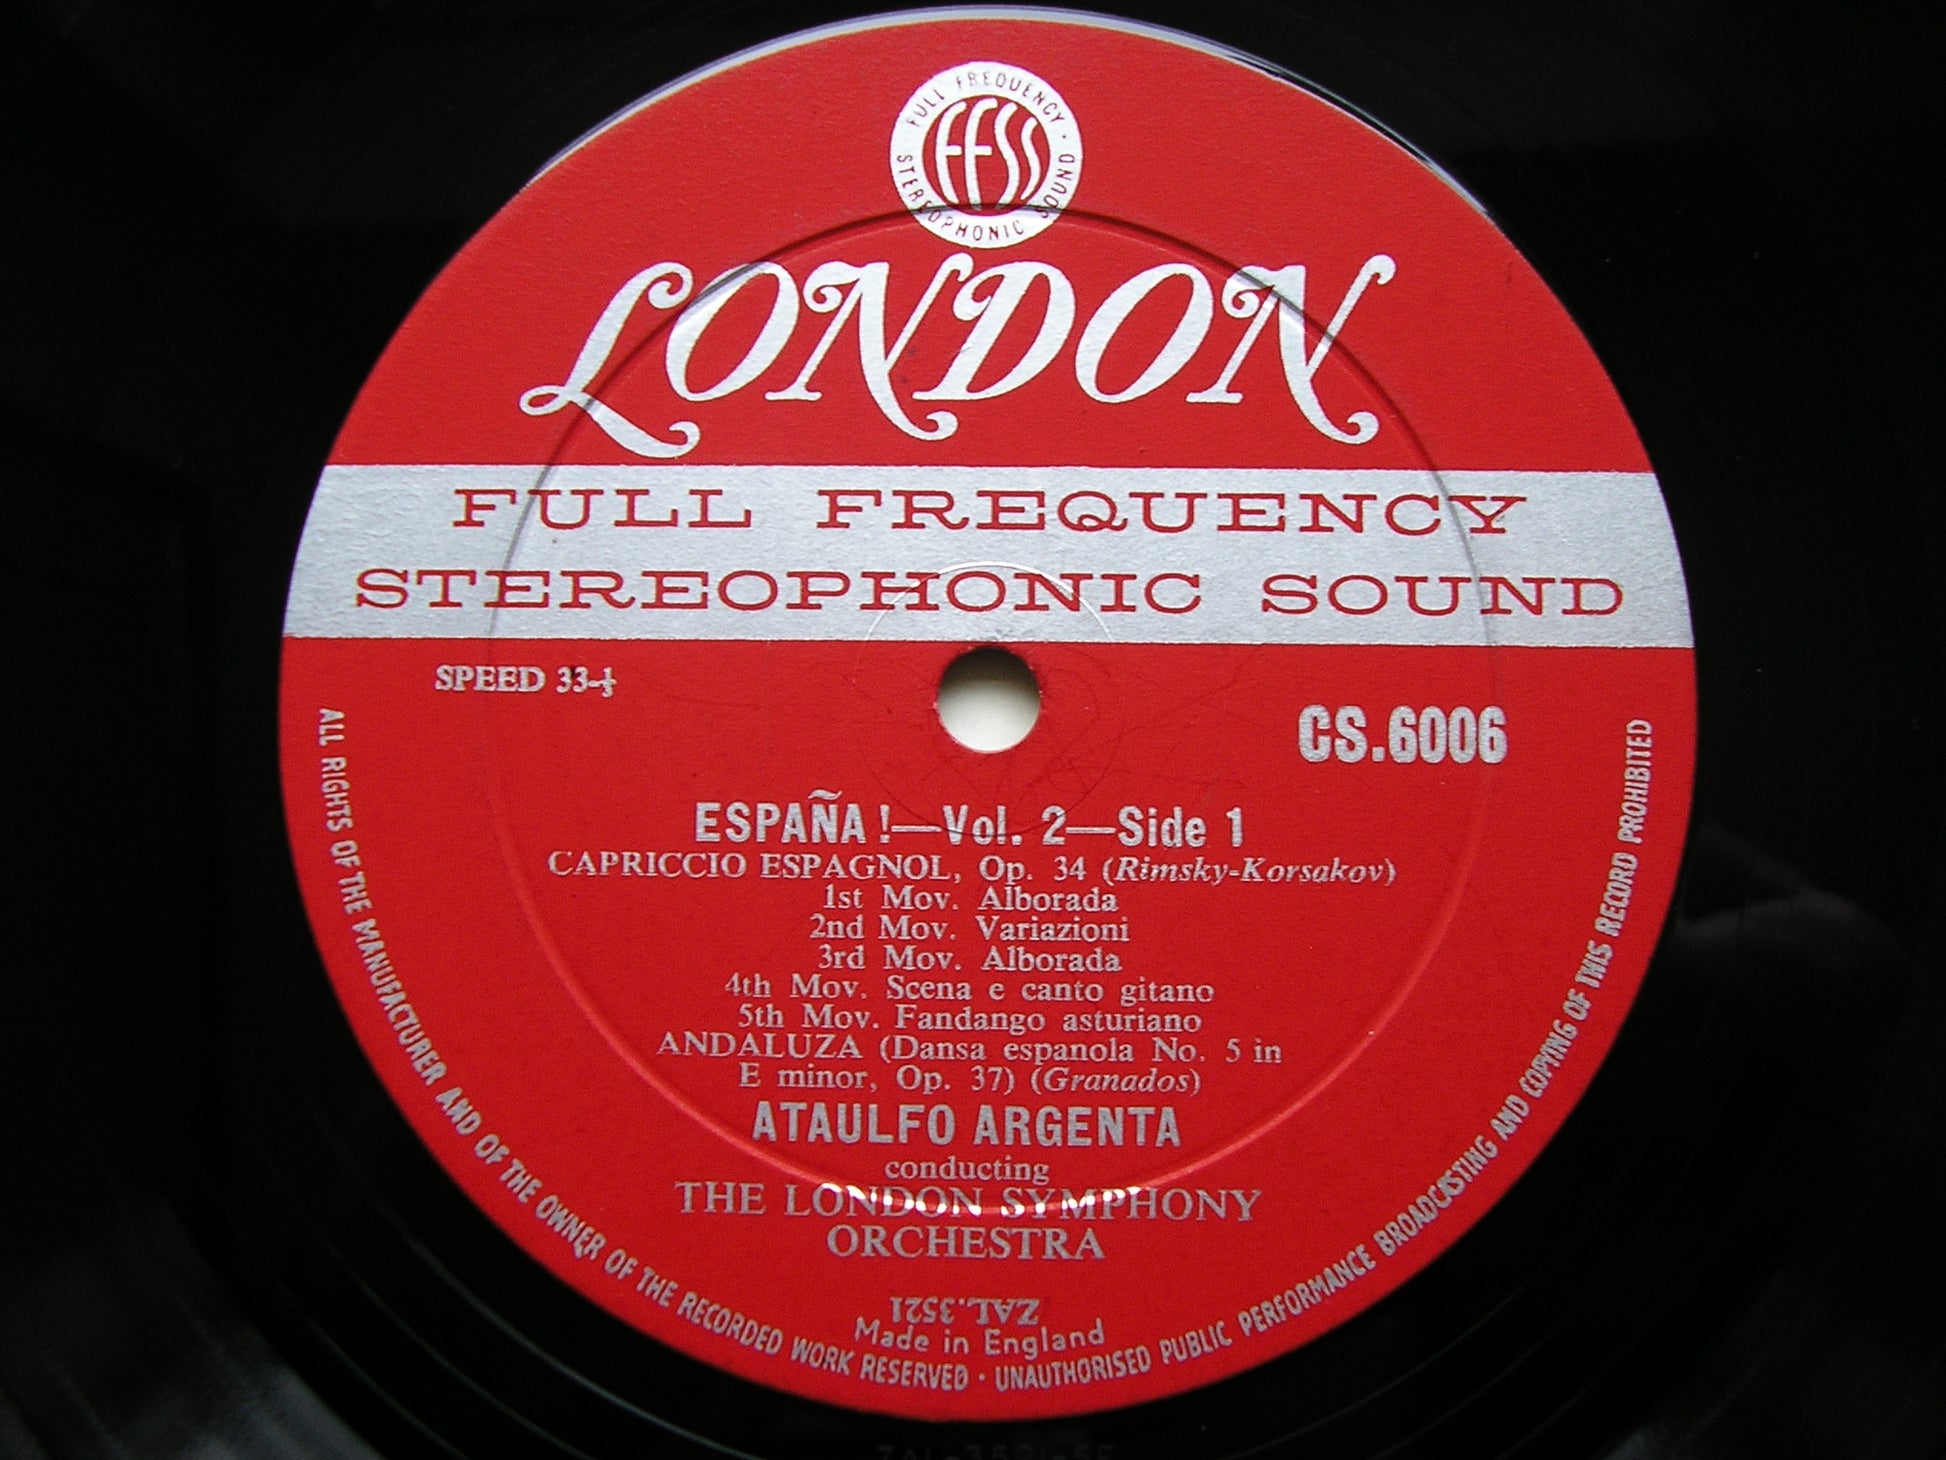 FULL FREQUENCY · STEREOPHONIC SOUND
FFSS
LONDON
FULL FREQUENCY
STEREOPHONIC SOUND
SPEED 33-⅓
CS.6006
ESPAÑA !—Vol. 2—Side 1
CAPRICCIO ESPAGNOL, Op. 34 (Rimsky-Korsakov)
1st Mov. Alborada
2nd Mov. Variazioni
3rd Mov. Alborada
4th Mov. Scena e canto gitano
5th Mov. Fandango asturiano
ANDALUZA (Dansa espanola No. 5 in
E minor, Op. 37) (Granados)
ATAULFO ARGENTA
conducting
THE LONDON SYMPHONY
ORCHESTRA
ZAL.3521
Made in England
ALL RIGHTS OF THE MANUFACTURER AND OF THE OWNER OF THE RECORDED WORK RESERVED · UNAUTHORISED PUBLIC PERFORMANCE BROADCASTING AND COPYING OF THIS RECORD PROHIBITED